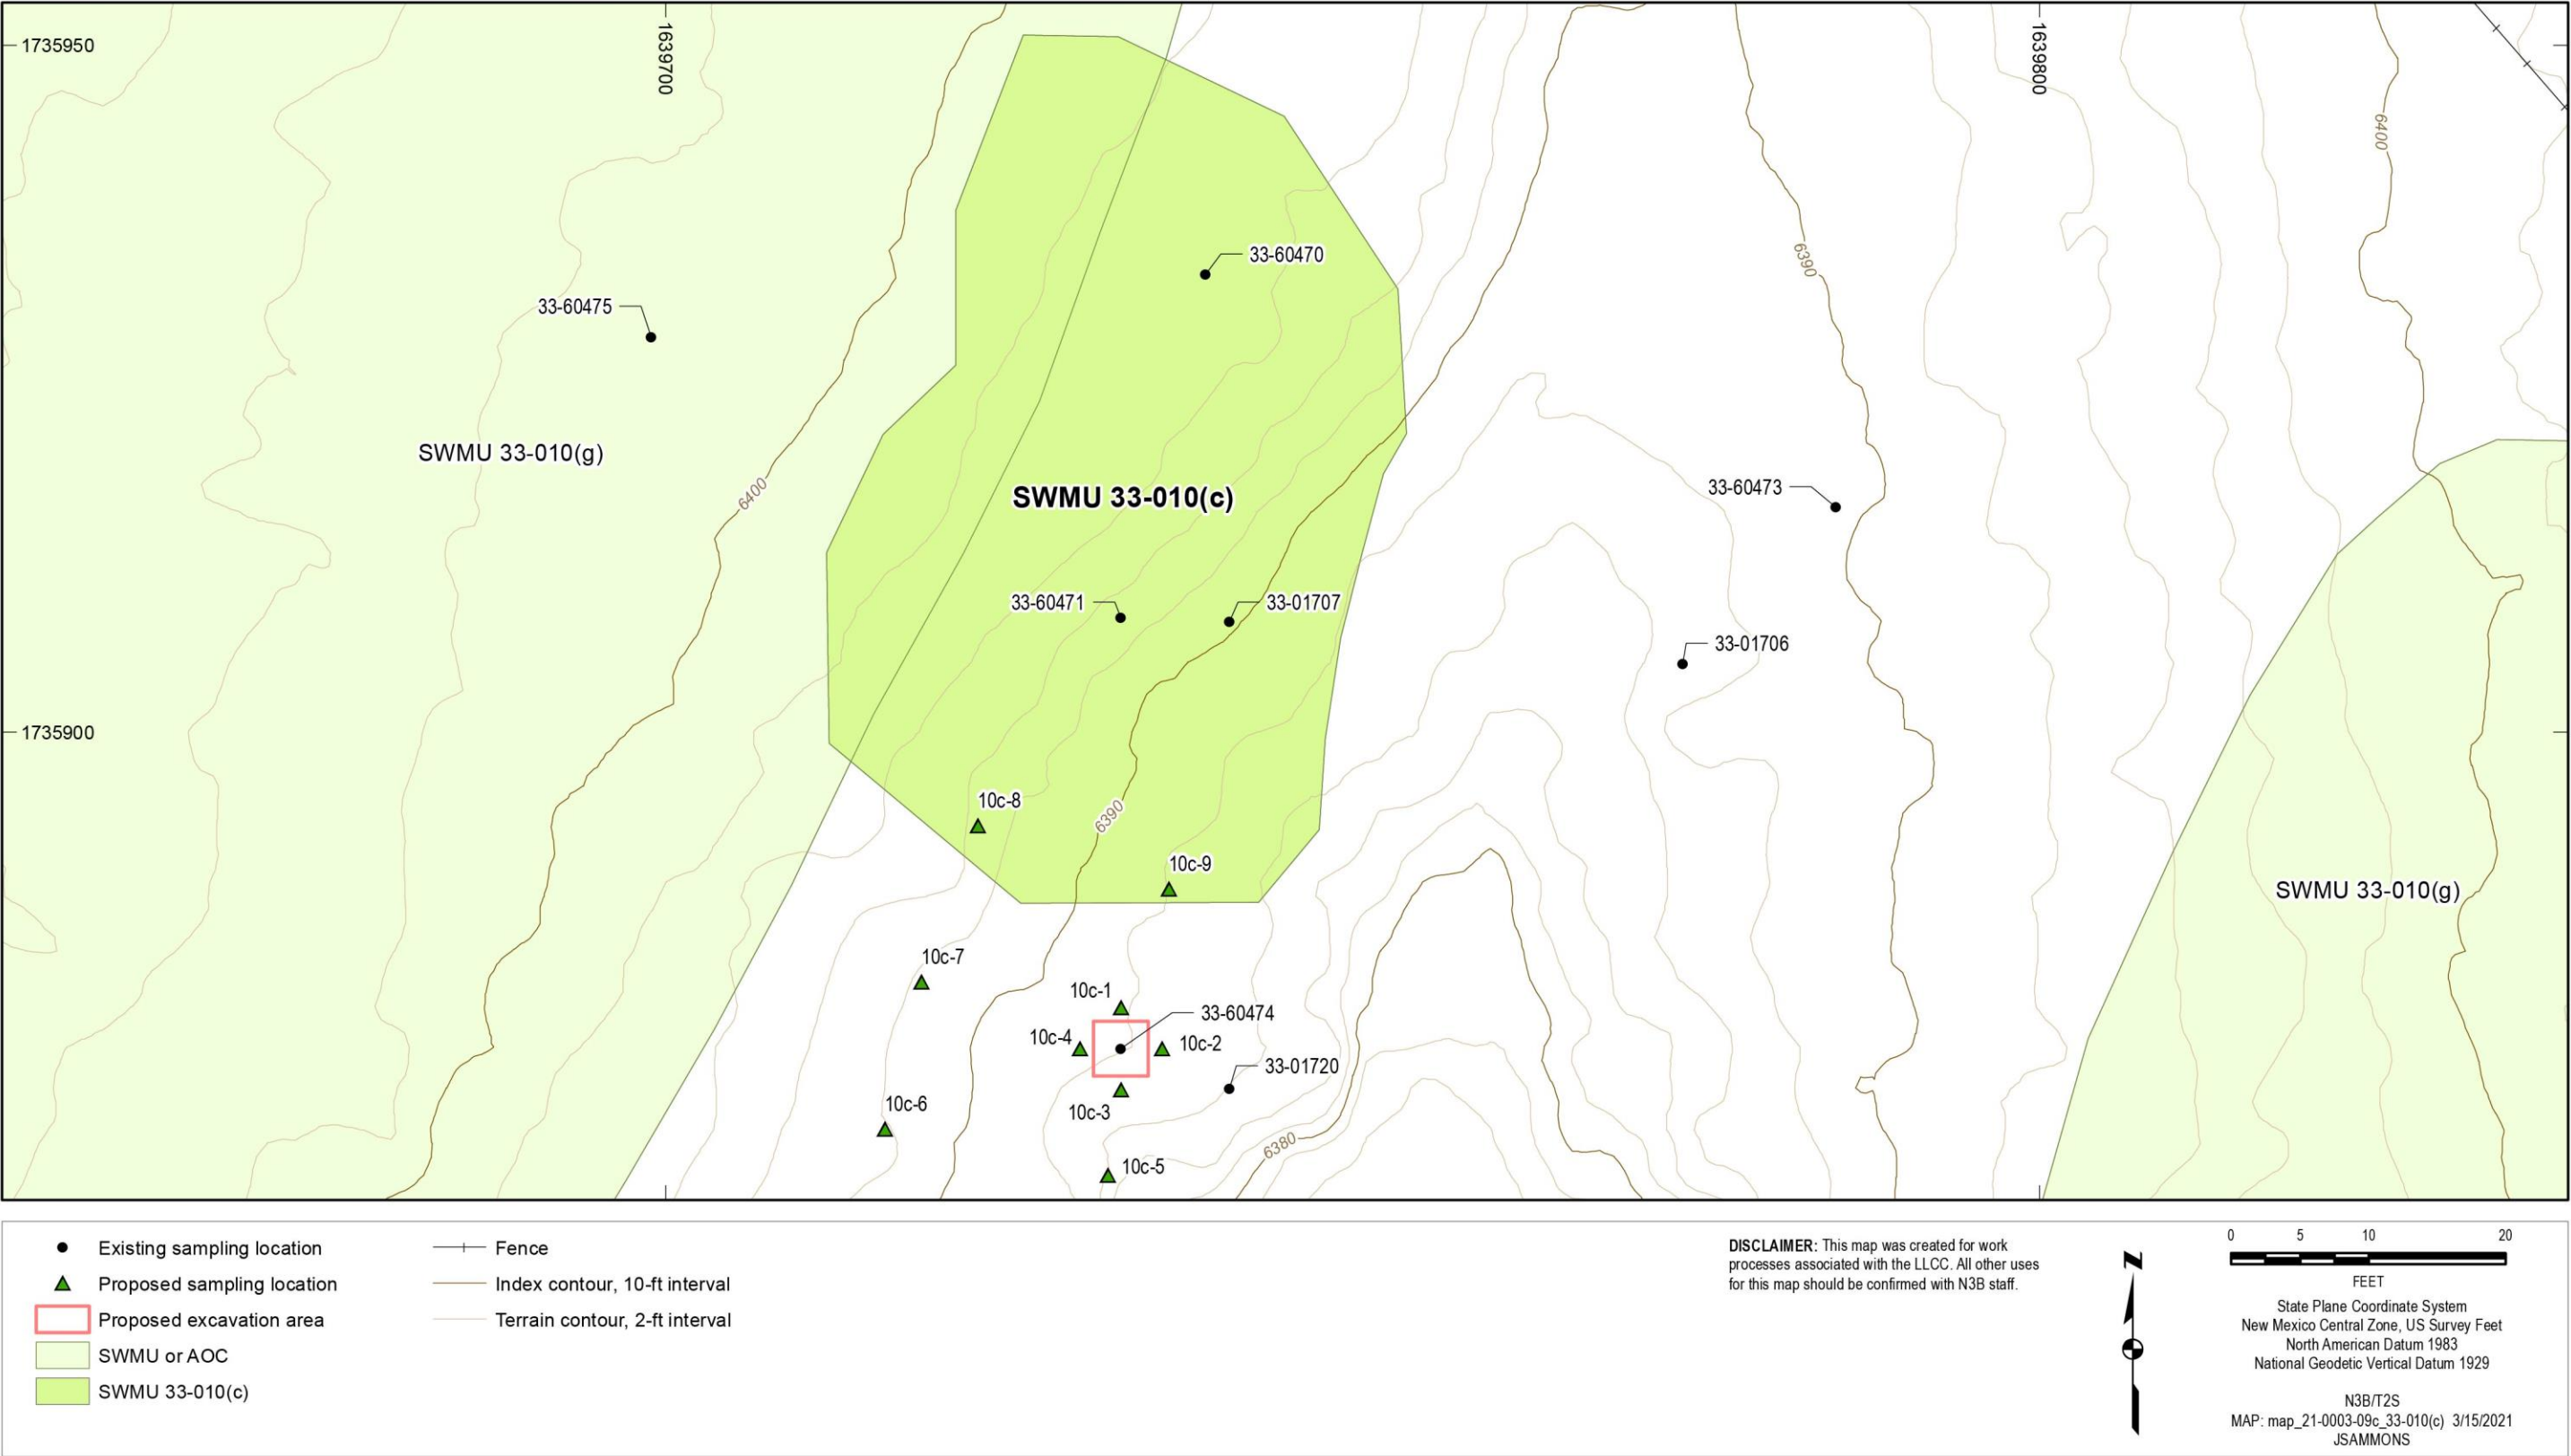 1639700
1639800
1735950
6400
33-60470
6390
33-60475
SWMU 33-010(g)
6400
SWMU 33-010(c)
33-60473
33-60471
33-01707
33-01706
1735900
10c-8
6390
10c-9
SWMU 33-010(g)
10c-7
10c-1
33-60474
10c-4
10c-2
33-01720
10c-3
10c-6
6380
10c-5
Existing sampling location
Proposed sampling location
Proposed excavation area
SWMU or AOC
SWMU 33-010(c)
Fence
Index contour, 10-ft interval
Terrain contour, 2-ft interval
DISCLAIMER: This map was created for work
processes associated with the LLCC. All other uses
for this map should be confirmed with N3B staff.
N
0 5 10 20
FEET
State Plane Coordinate System
New Mexico Central Zone, US Survey Feet
North American Datum 1983
National Geodetic Vertical Datum 1929
N3B/T2S
MAP: map_21-0003-09c_33-010(c) 3/15/2021
JSAMMONS